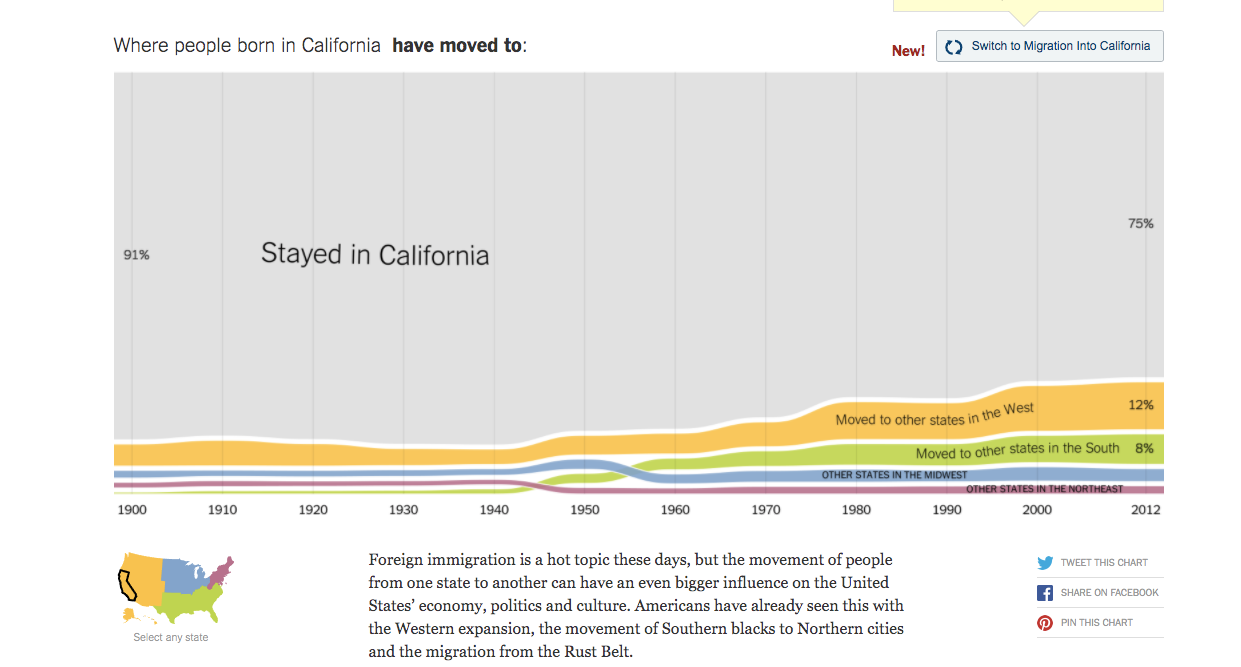 Where people born in California have moved to:
New!
Switch to Migration Into California
91%
Stayed in California
75%
Moved to other states in the West
12%
Moved to other states in the South
8%
OTHER STATES IN THE MIDWEST
OTHER STATES IN THE NORTHEAST
1900 1910 1920 1930 1940 1950 1960 1970 1980 1990 2000 2012
Select any state
Foreign immigration is a hot topic these days, but the movement of people
from one state to another can have an even bigger influence on the United
States’ economy, politics and culture. Americans have already seen this with
the Western expansion, the movement of Southern blacks to Northern cities
and the migration from the Rust Belt.
TWEET THIS CHART
SHARE ON FACEBOOK
PIN THIS CHART